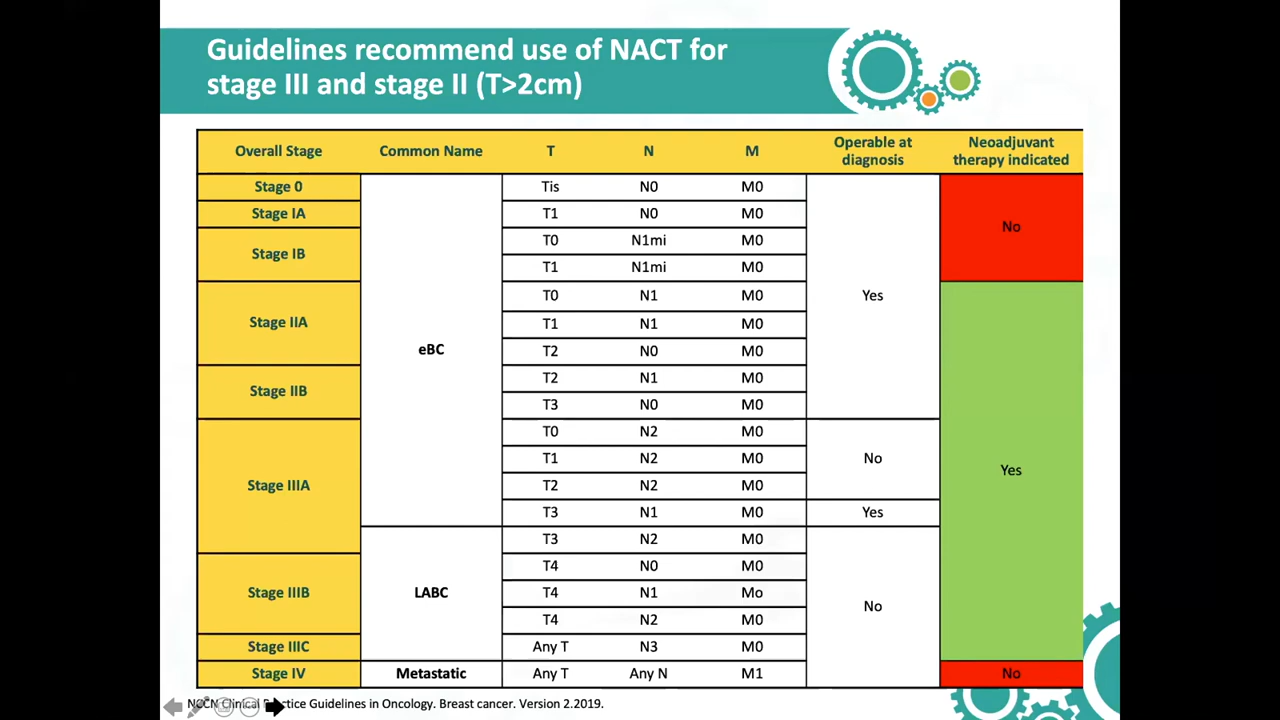 Guidelines recommend use of NACT for
stage III and stage II (T>2cm)
Overall Stage Common Name T N M Operable at diagnosis Neoadjuvant therapy indicated
Stage 0 eBC Tis N0 M0 Yes No
Stage IA T1 N0 M0
Stage IB T0 N1mi M0
T1 N1mi M0
Stage IIA T0 N1 M0 Yes
T1 N1 M0
T2 N0 M0
Stage IIB T2 N1 M0
T3 N0 M0
Stage IIIA T0 N2 M0 No
T1 N2 M0
T2 N2 M0
T3 N1 M0 Yes
LABC T3 N2 M0 No
Stage IIIB T4 N0 M0
T4 N1 Mo
T4 N2 M0
Stage IIIC Any T N3 M0
Stage IV Metastatic Any T Any N M1 No
NCCN Clinical Practice Guidelines in Oncology. Breast cancer. Version 2.2019.